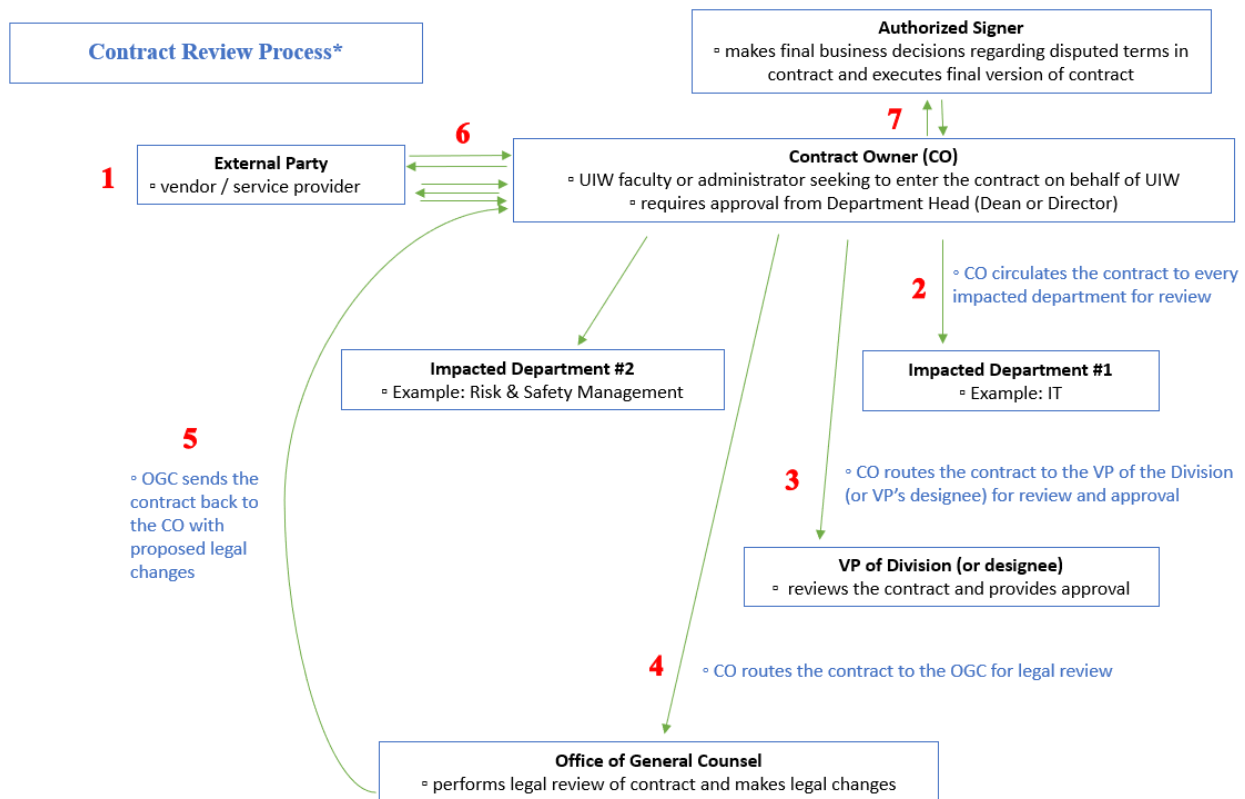 Contract Review Process*
Authorized Signer
▫ makes final business decisions regarding disputed terms in
contract and executes final version of contract
7
6
1
External Party
▫ vendor / service provider
Contract Owner (CO)
▫ UIW faculty or administrator seeking to enter the contract on behalf of UIW
▫ requires approval from Department Head (Dean or Director)
2
◦ CO circulates the contract to every
impacted department for review
Impacted Department #2
▫ Example: Risk & Safety Management
Impacted Department #1
▫ Example: IT
5
◦ OGC sends the
contract back to
the CO with
proposed legal
changes
3
◦ CO routes the contract to the VP of the Division
(or VP’s designee) for review and approval
VP of Division (or designee)
▫ reviews the contract and provides approval
4
◦ CO routes the contract to the OGC for legal review
Office of General Counsel
▫ performs legal review of contract and makes legal changes